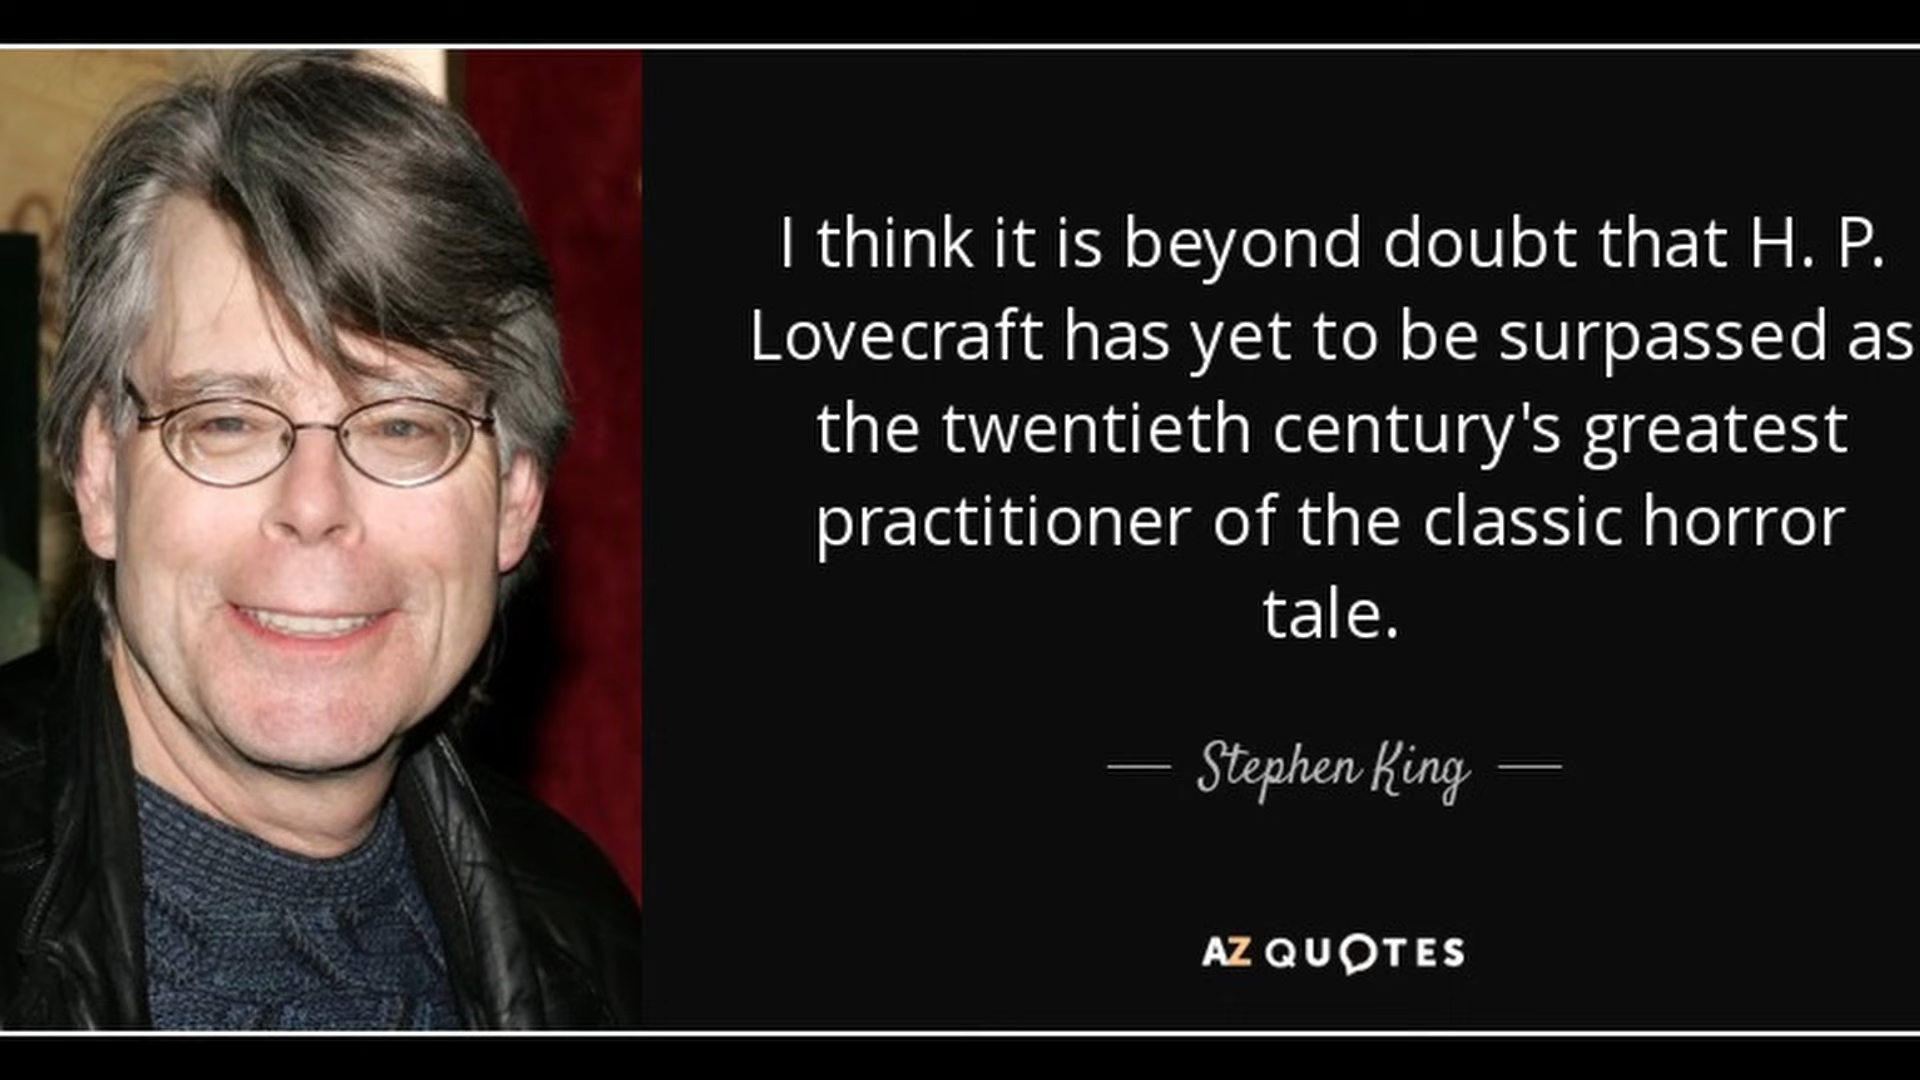 I think it is beyond doubt that H. P.
Lovecraft has yet to be surpassed as
the twentieth century's greatest
practitioner of the classic horror
tale.
Stephen King
AZ QUOTES